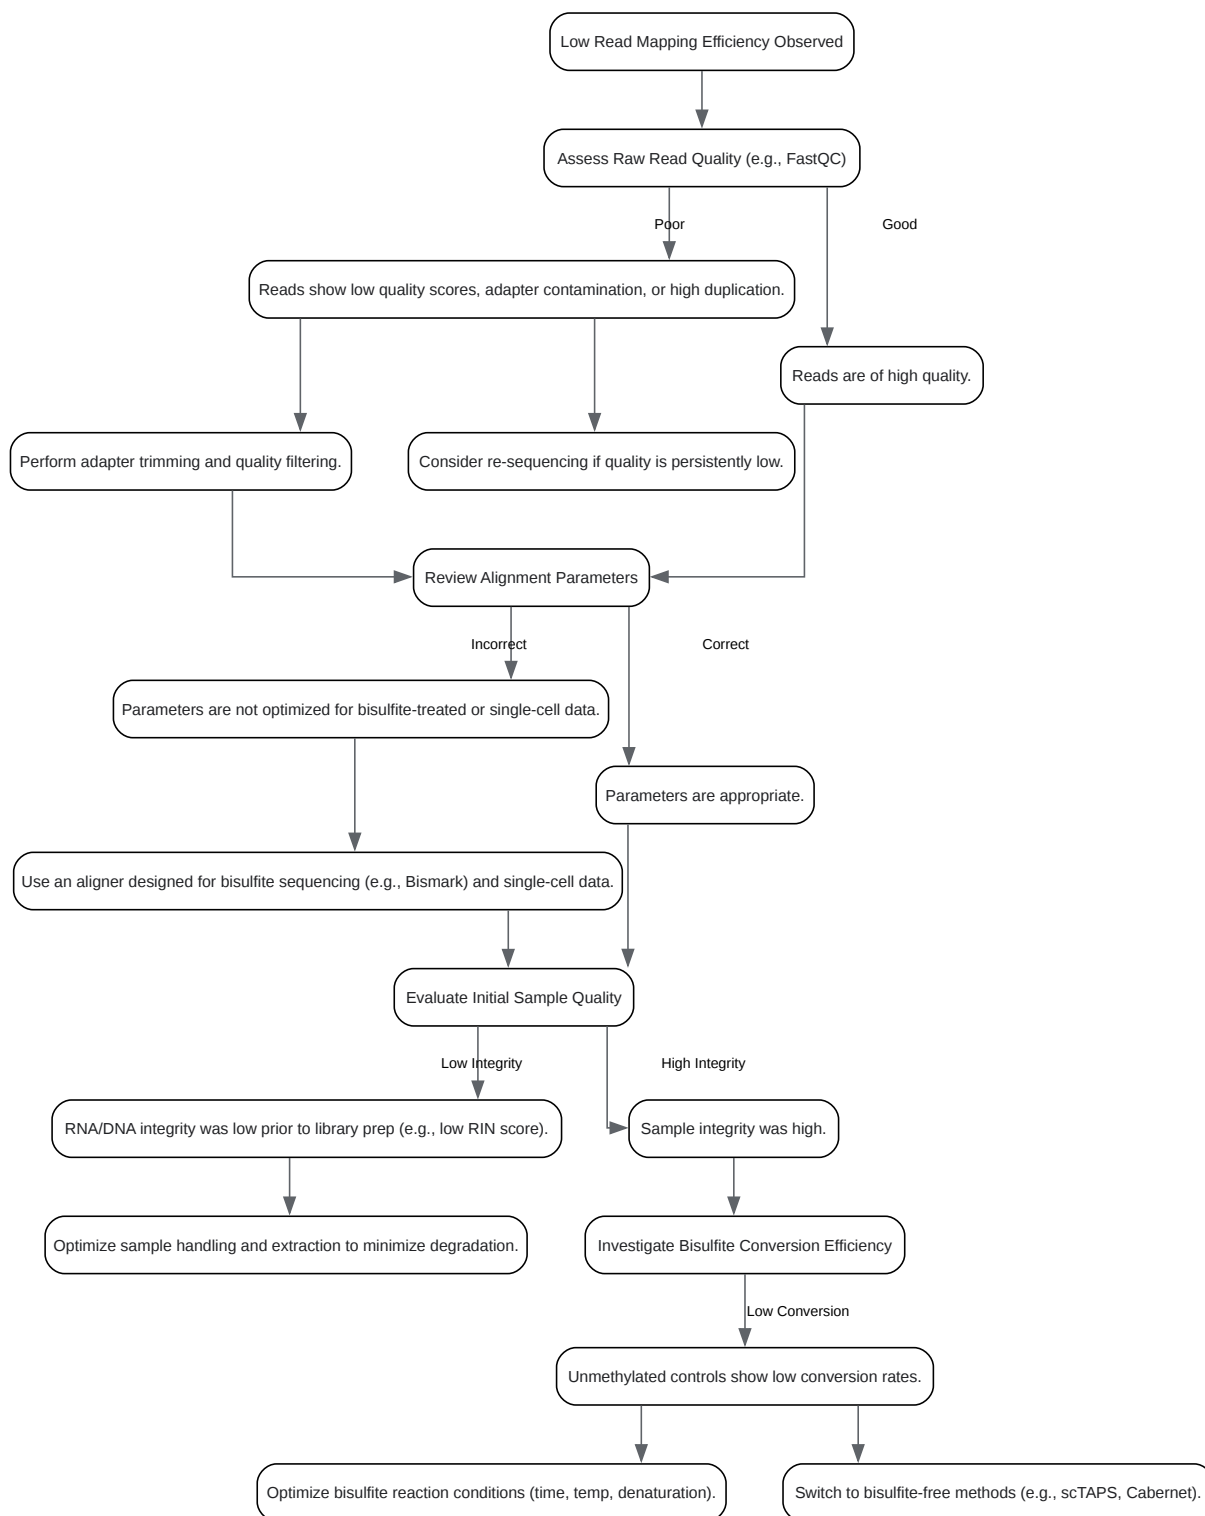 Low Read Mapping Efficiency Observed
Assess Raw Read Quality (e.g., FastQC)
Poor
Good
Reads show low quality scores, adapter contamination, or high duplication.
Reads are of high quality.
Perform adapter trimming and quality filtering.
Consider re-sequencing if quality is persistently low.
Review Alignment Parameters
Incorrect
Correct
Parameters are not optimized for bisulfite-treated or single-cell data.
Parameters are appropriate.
Use an aligner designed for bisulfite sequencing (e.g., Bismark) and single-cell data.
Evaluate Initial Sample Quality
Low Integrity
High Integrity
RNA/DNA integrity was low prior to library prep (e.g., low RIN score).
Sample integrity was high.
Optimize sample handling and extraction to minimize degradation.
Investigate Bisulfite Conversion Efficiency
Low Conversion
Unmethylated controls show low conversion rates.
Optimize bisulfite reaction conditions (time, temp, denaturation).
Switch to bisulfite-free methods (e.g., scTAPS, Cabernet).